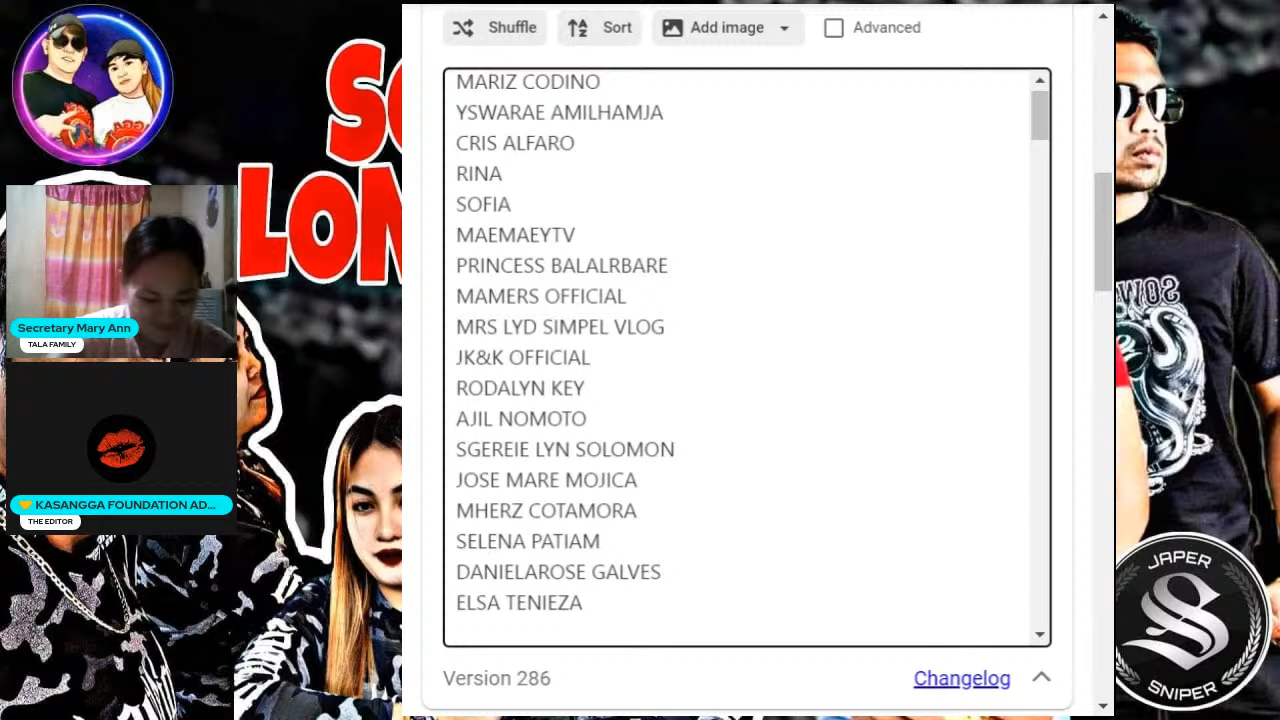 Shuffle
Sort
Add image
Advanced
MARIZ CODINO
YSWARAE AMILHAMJA
CRIS ALFARO
RINA
SOFIA
MAEMAEYTV
PRINCESS BALALRBARE
MAMERS OFFICIAL
MRS LYD SIMPEL VLOG
JK&K OFFICIAL
RODALYN KEY
AJIL NOMOTO
SGEREIE LYN SOLOMON
JOSE MARE MOJICA
MHERZ COTAMORA
SELENA PATIAM
DANIELAROSE GALVES
ELSA TENIEZA
Version 286
Changelog
Secretary Mary Ann
TALA FAMILY
KASANGGA FOUNDATION AD...
THE EDITOR
JAPER
S
SNIPER